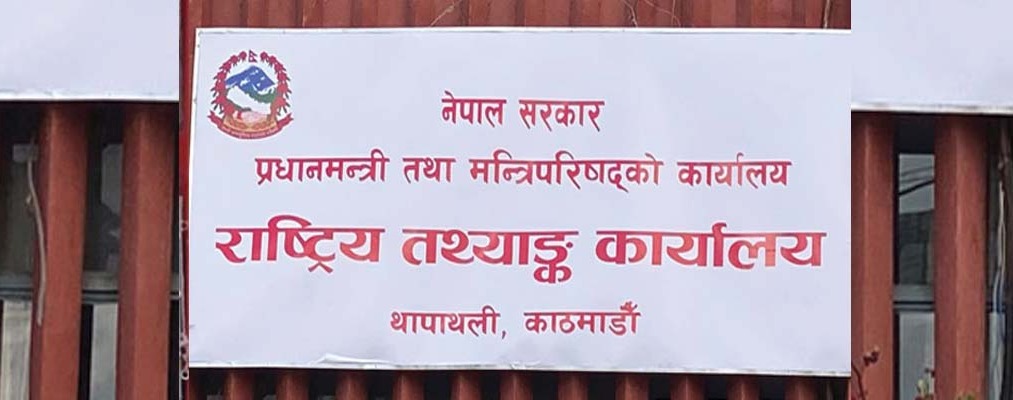 नेपाल सरकार
प्रधानमन्त्री तथा मन्त्रिपरिषद्को कार्यालय
राष्ट्रिय तथ्याङ्क कार्यालय
थापाथली, काठमाडौँ